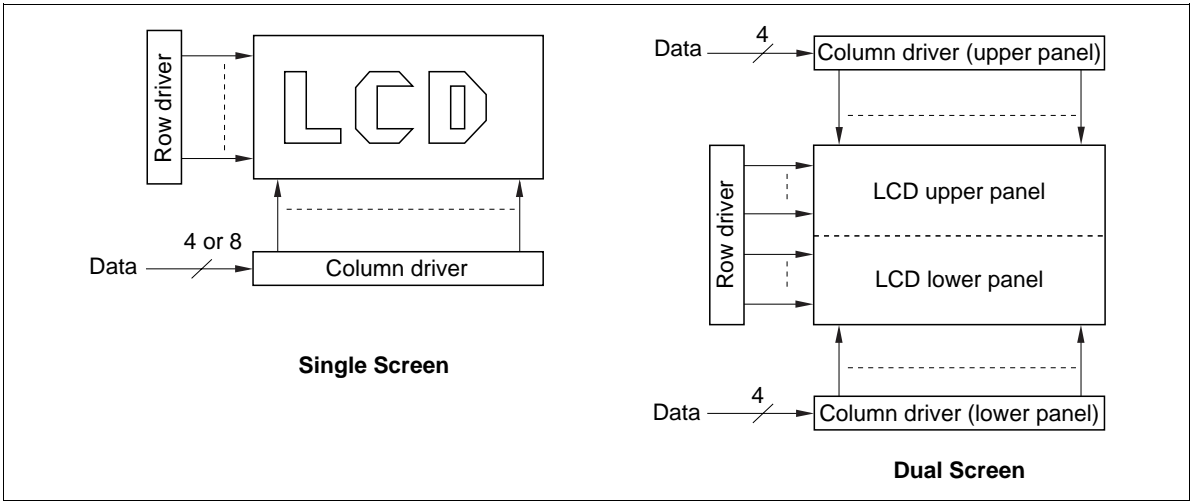 Row driver
LCD
4 or 8
Data
Column driver
Single Screen
4
Data
Column driver (upper panel)
Row driver
LCD upper panel
LCD lower panel
4
Data
Column driver (lower panel)
Dual Screen